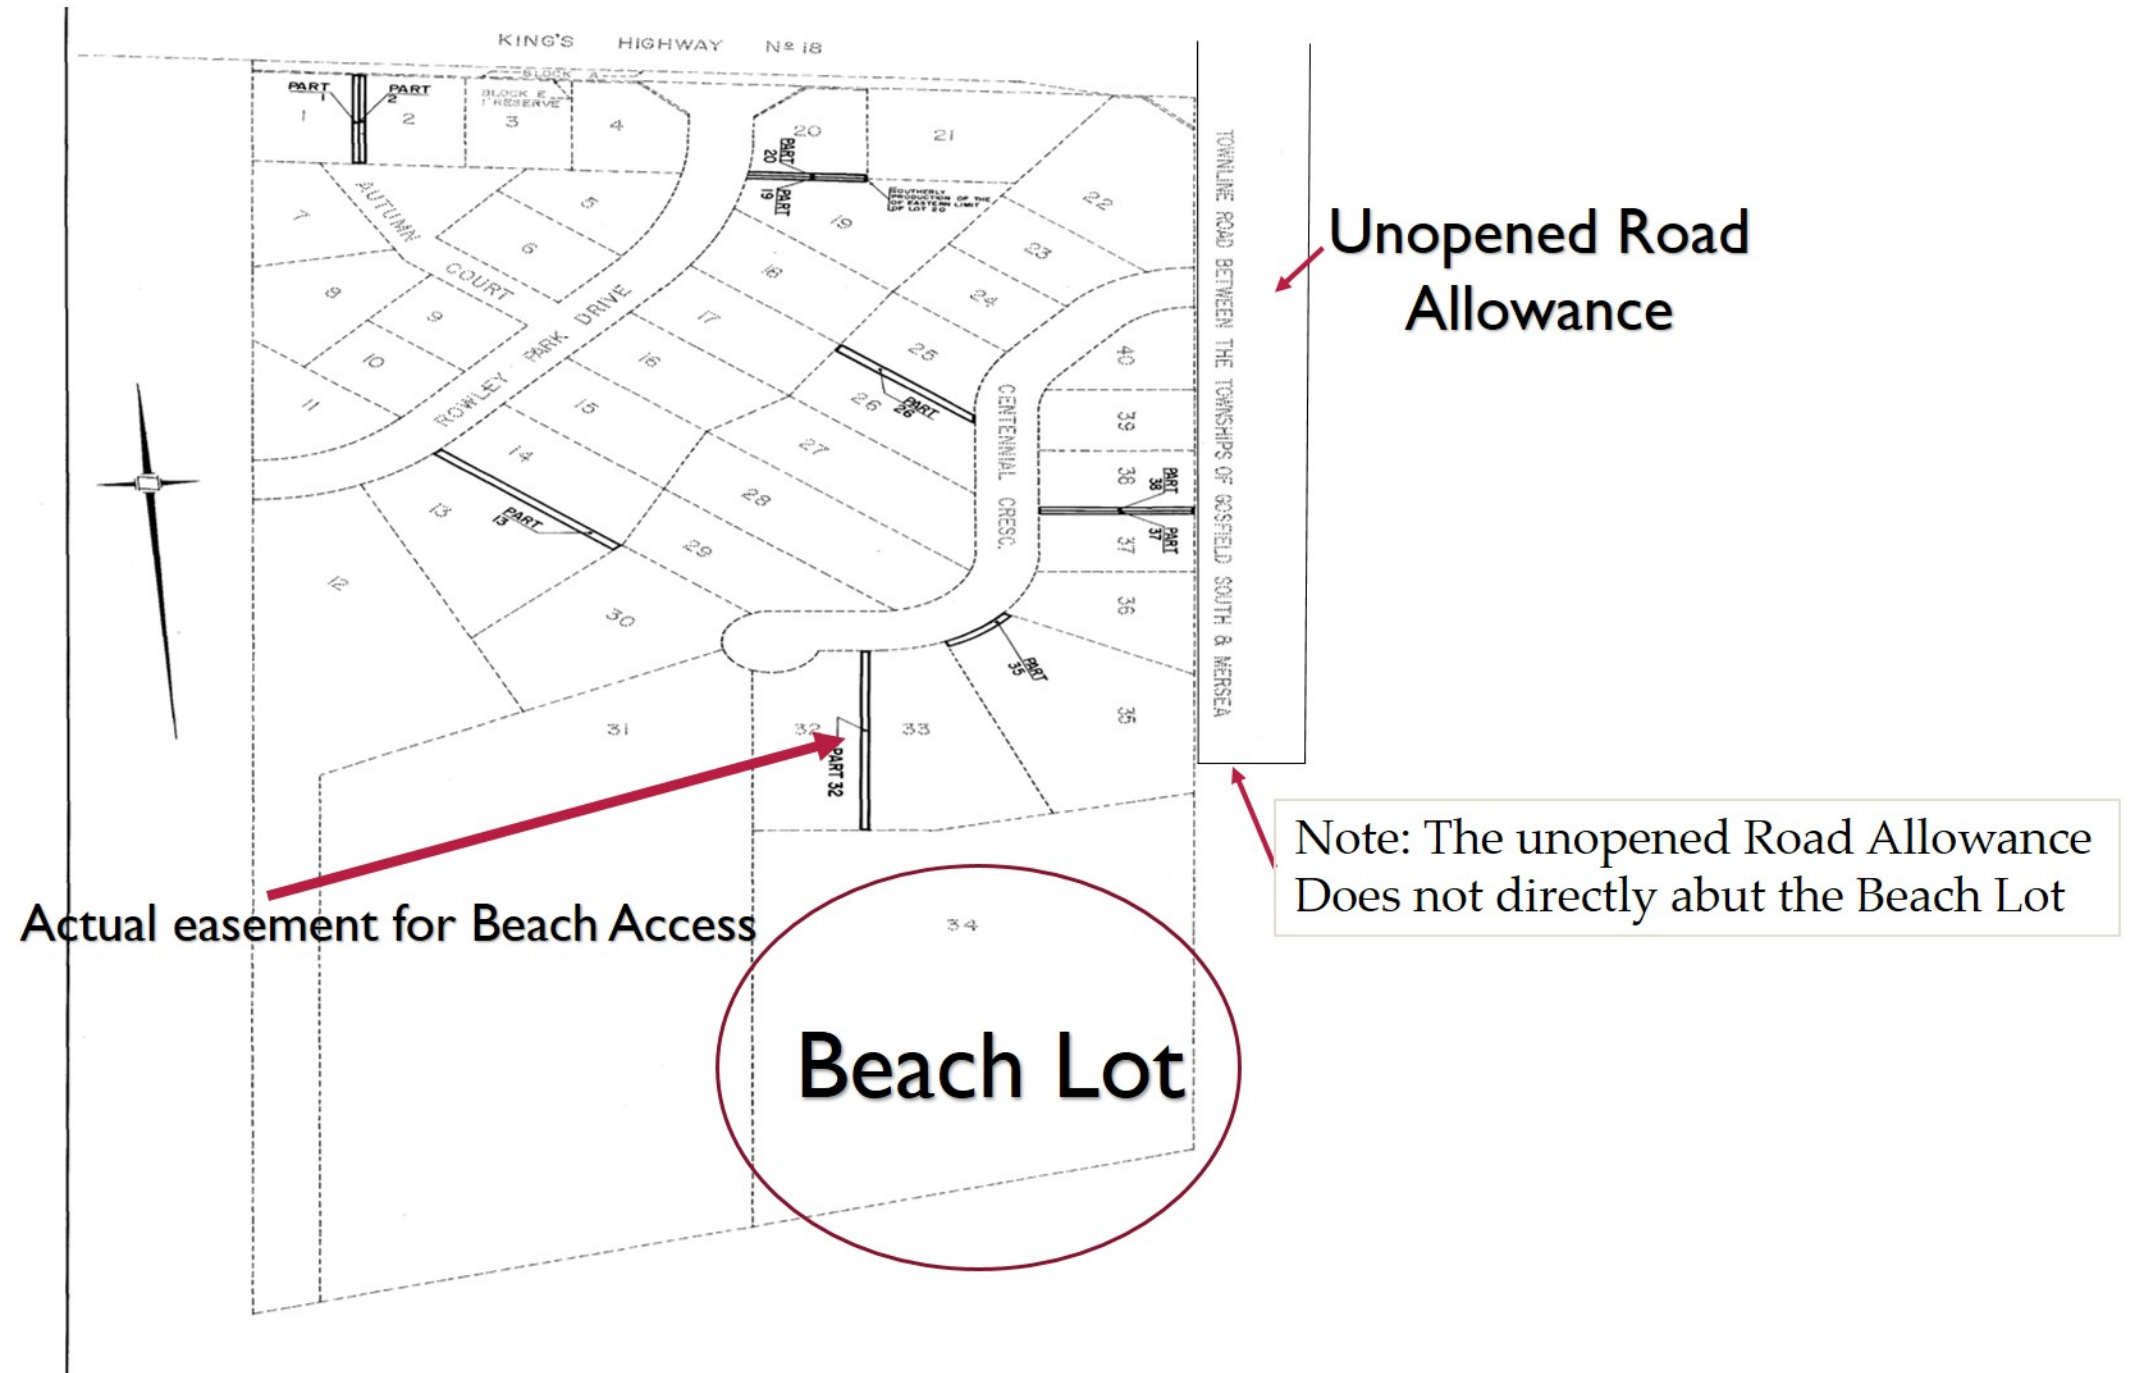 KING'S HIGHWAY Nº 18
BLOCK A
BLOCK E
1' RESERVE
PART
1
PART
2
1
2
3
4
20
21
PART
20
PART
19
SOUTHERLY
PRODUCTION OF THE
OF EASTERN LIMIT
OF LOT 20
5
6
7
AUTUMN
COURT
8
9
10
11
ROWLEY PARK DRIVE
19
18
17
16
15
14
13
12
22
23
24
25
26
PART
26
27
28
29
30
PART
13
CENTENNIAL CRESC.
40
39
38
PART
38
37
PART
37
36
35
PART
35
31
32
33
PART 32
34
TOWNLINE ROAD BETWEEN THE TOWNSHIPS OF GOSFIELD SOUTH & MERSEA
Unopened Road
Allowance
Note: The unopened Road Allowance
Does not directly abut the Beach Lot
Actual easement for Beach Access
Beach Lot